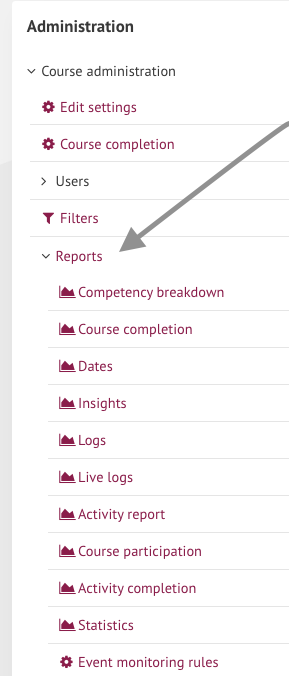 Administration
Course administration
Edit settings
Course completion
Users
Filters
Reports
Competency breakdown
Course completion
Dates
Insights
Logs
Live logs
Activity report
Course participation
Activity completion
Statistics
Event monitoring rules